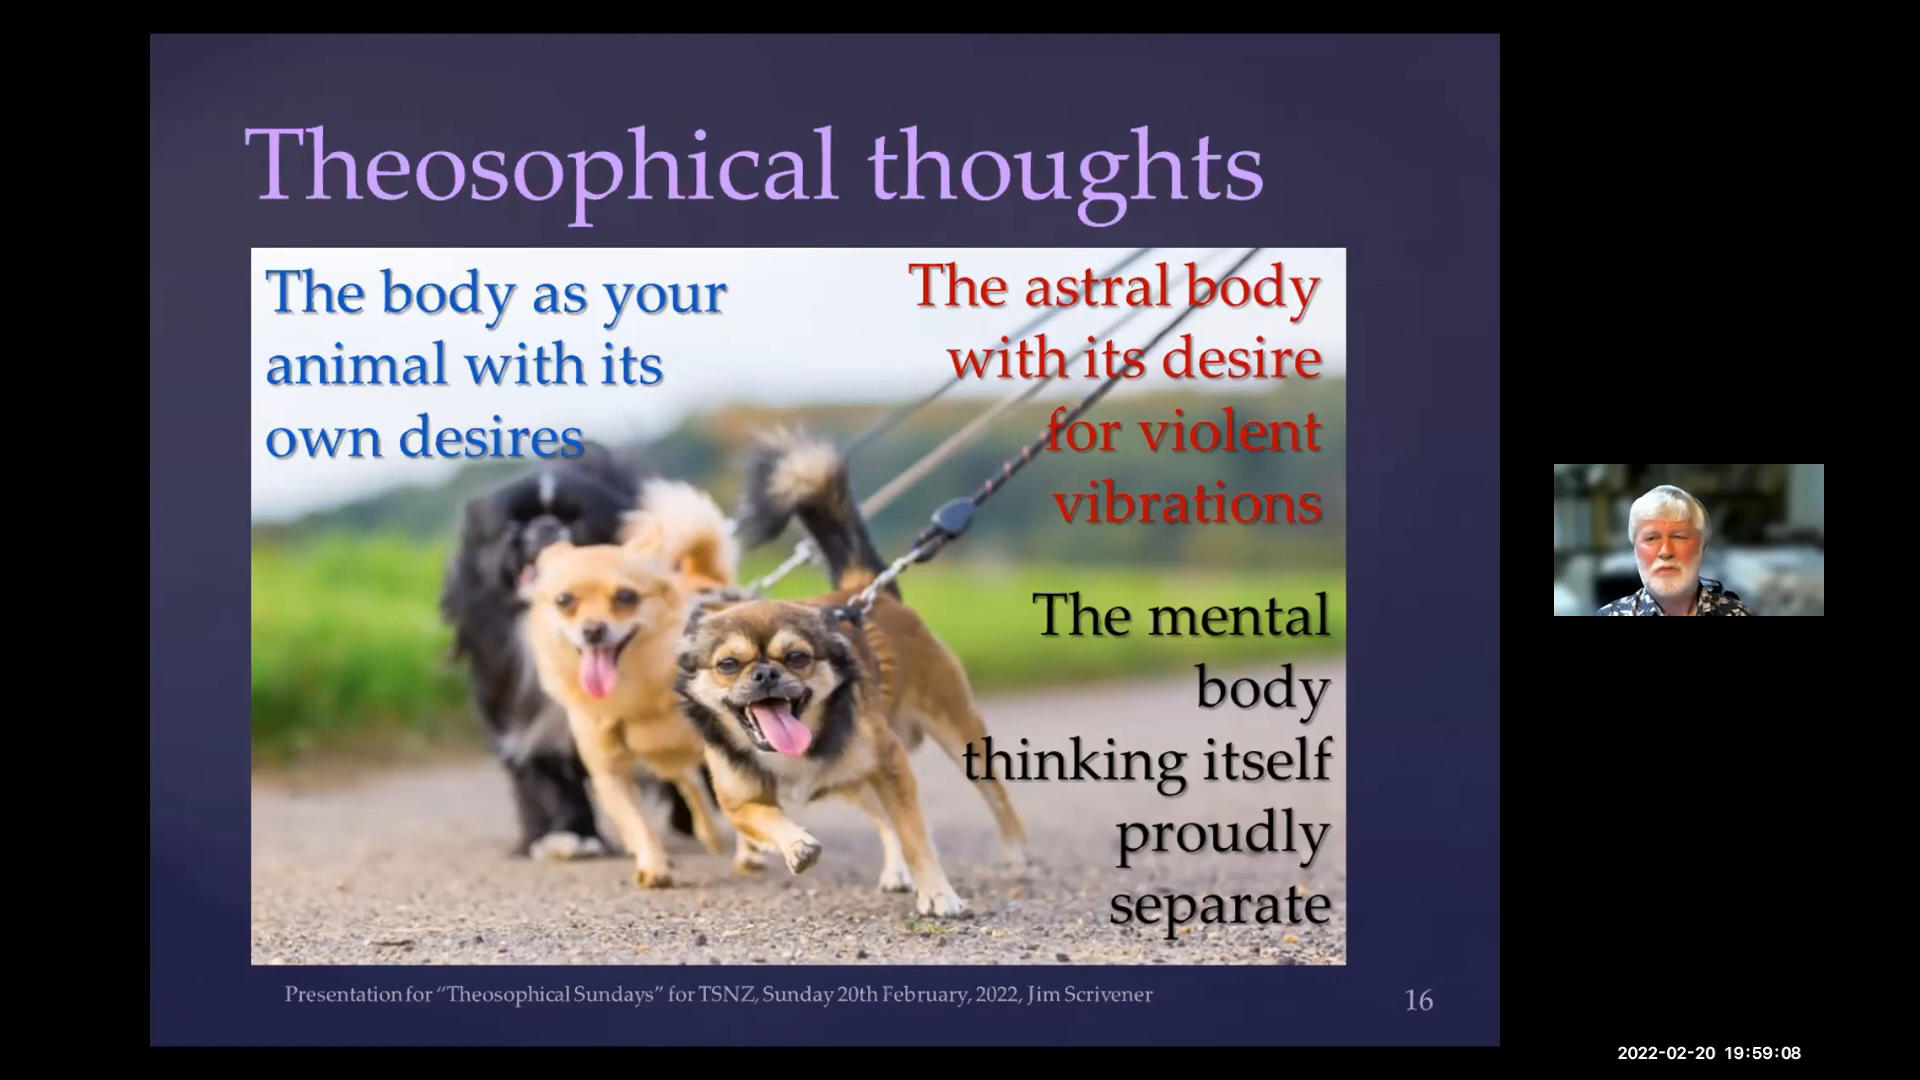 Theosophical thoughts
The body as your
animal with its
own desires
The astral body
with its desire
for violent
vibrations
The mental
body
thinking itself
proudly
separate
Presentation for “Theosophical Sundays” for TSNZ, Sunday 20th February, 2022, Jim Scrivener
16
2022-02-20 19:59:08